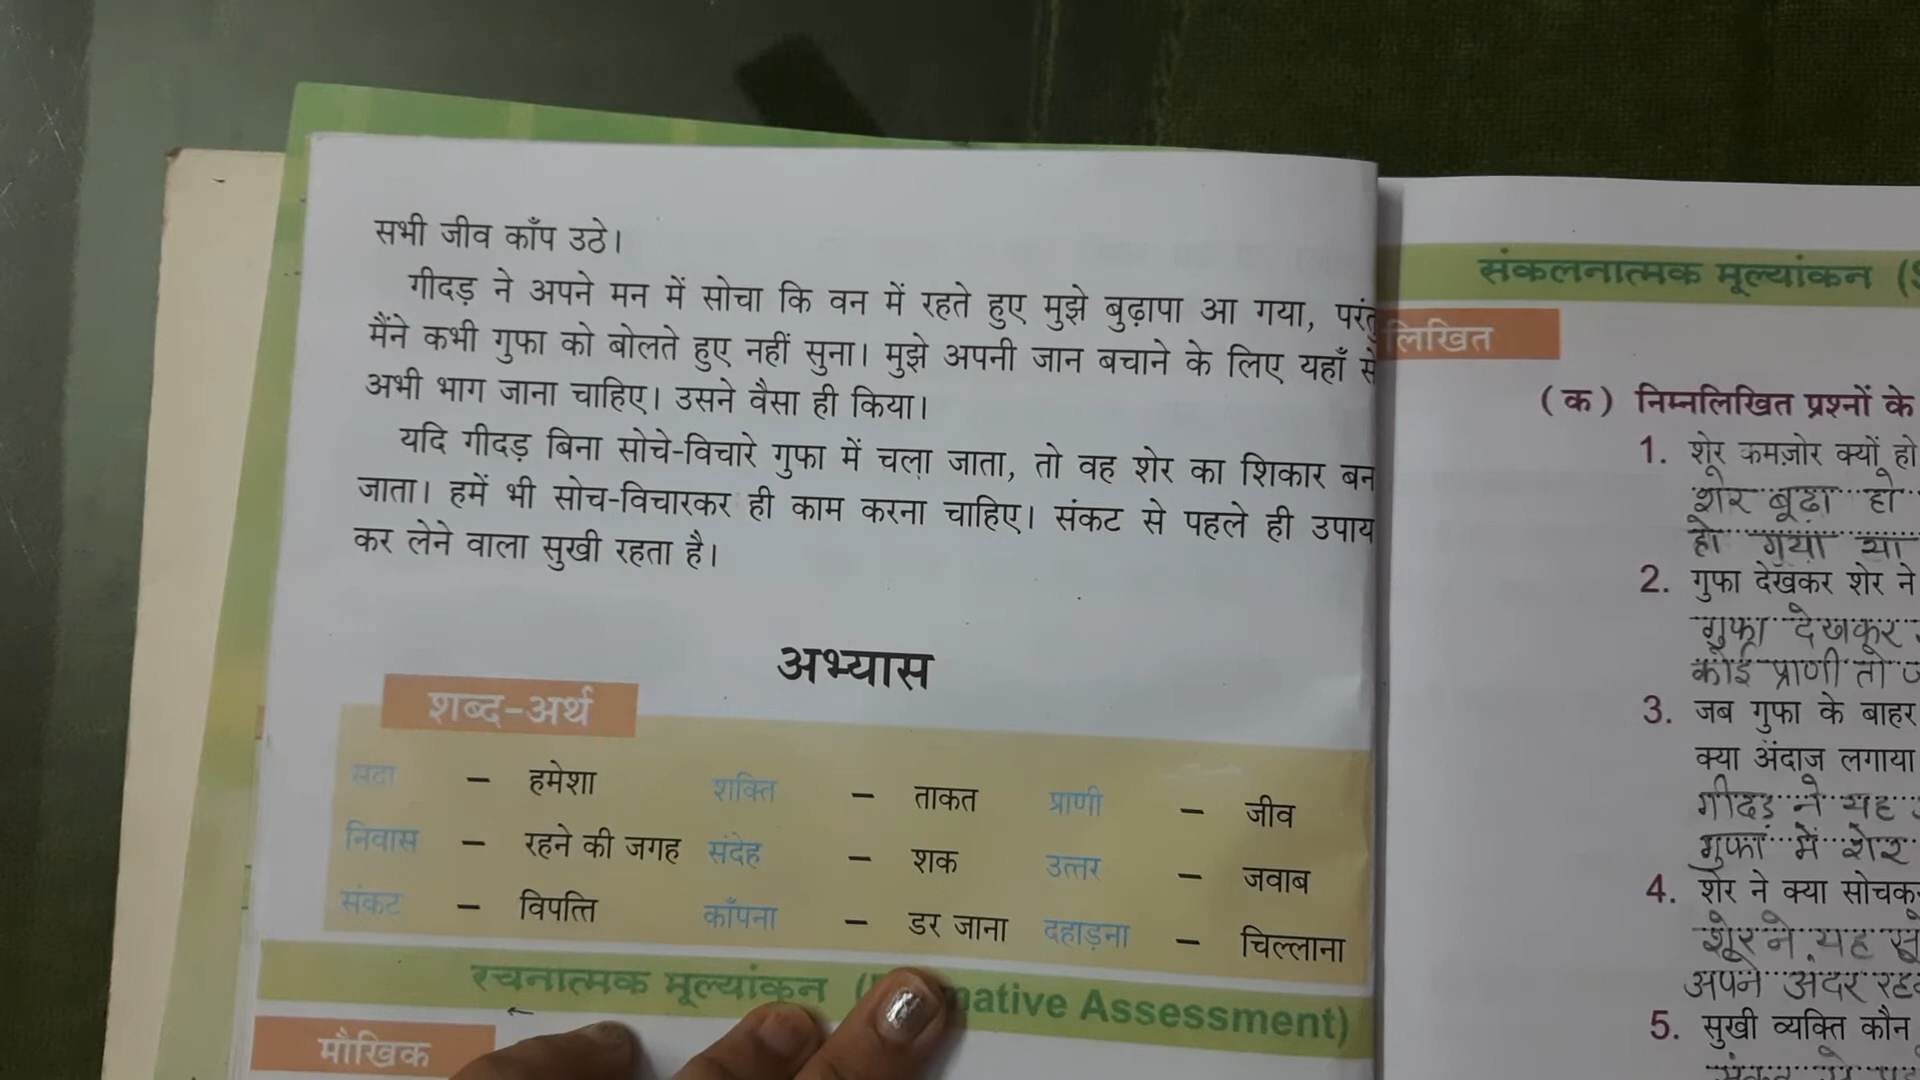 सभी जीव काँप उठे।
गीदड़ ने अपने मन में सोचा कि वन में रहते हुए मुझे बुढ़ापा आ गया, परंतु
मैंने कभी गुफा को बोलते हुए नहीं सुना। मुझे अपनी जान बचाने के लिए यहाँ से
अभी भाग जाना चाहिए। उसने वैसा ही किया।
यदि गीदड़ बिना सोचे-विचारे गुफा में चला जाता, तो वह शेर का शिकार बन
जाता। हमें भी सोच-विचारकर ही काम करना चाहिए। संकट से पहले ही उपाय
कर लेने वाला सुखी रहता है।
अभ्यास
शब्द-अर्थ
सदा – हमेशा शक्ति – ताकत प्राणी – जीव
निवास – रहने की जगह संदेह – शक उत्तर – जवाब
संकट – विपत्ति काँपना – डर जाना दहाड़ना – चिल्लाना
रचनात्मक मूल्यांकन Assessment)
मौखिक
संकलनात्मक मूल्यांकन
लिखित
(क) निम्नलिखित प्रश्नों के
1. शेर कमज़ोर क्यों हो
शेर बूढ़ा हो
हो गया था
2. गुफा देखकर शेर ने
गुफा देखकर
कोई प्राणी तो
3. जब गुफा के बाहर
क्या अंदाज़ लगाया
गीदड़ ने यह
गुफा में शेर
4. शेर ने क्या सोचकर
शेर ने यह
अपने अंदर
5. सुखी व्यक्ति कौन